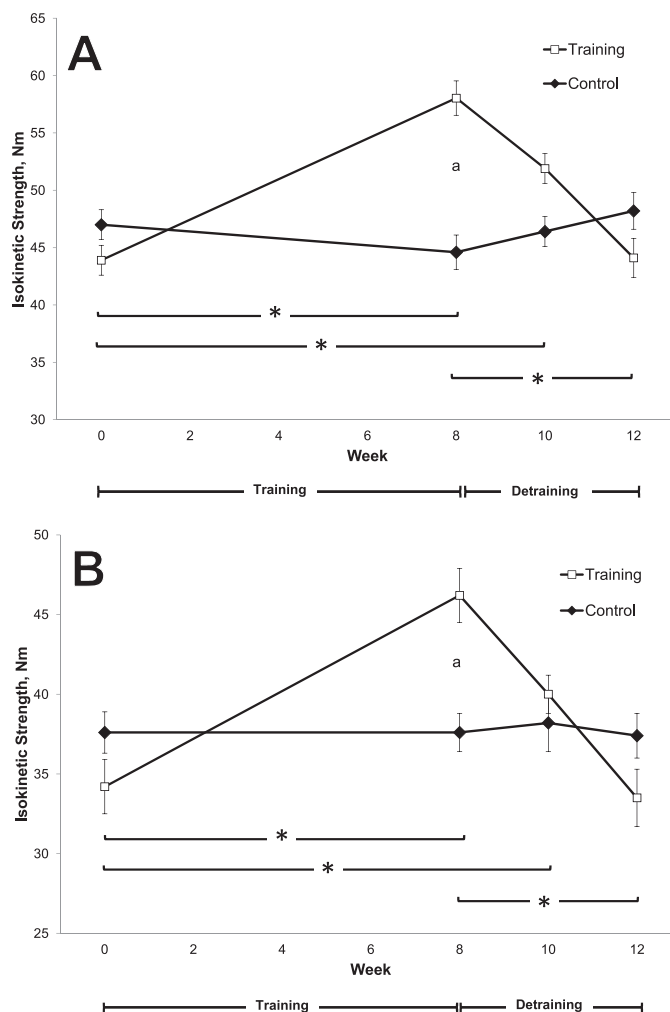 65
A
Training
Control
60
55
50
45
40
35
30
Isokinetic Strength, Nm
a
*
*
*
0 2 4 6 8 10 12
Week
Training Detraining
50
B
Training
Control
45
40
35
30
25
Isokinetic Strength, Nm
a
*
*
*
0 2 4 6 8 10 12
Week
Training Detraining